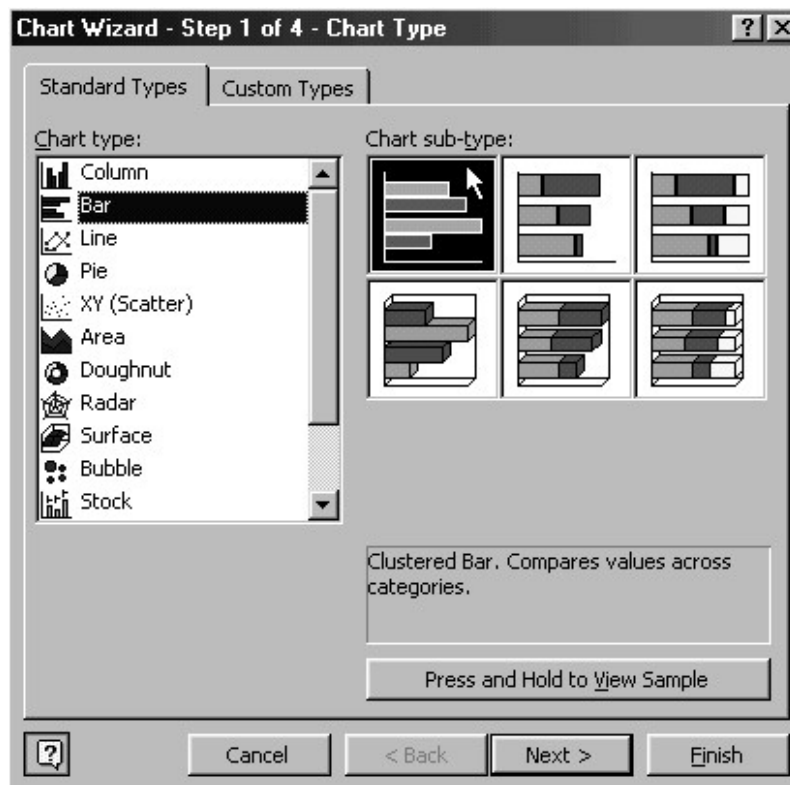 Chart Wizard - Step 1 of 4 - Chart Type
Standard Types
Custom Types
Chart type:
Column
Bar
Line
Pie
XY (Scatter)
Area
Doughnut
Radar
Surface
Bubble
Stock
Chart sub-type:
Clustered Bar. Compares values across
categories.
Press and Hold to View Sample
Cancel
< Back
Next >
Finish